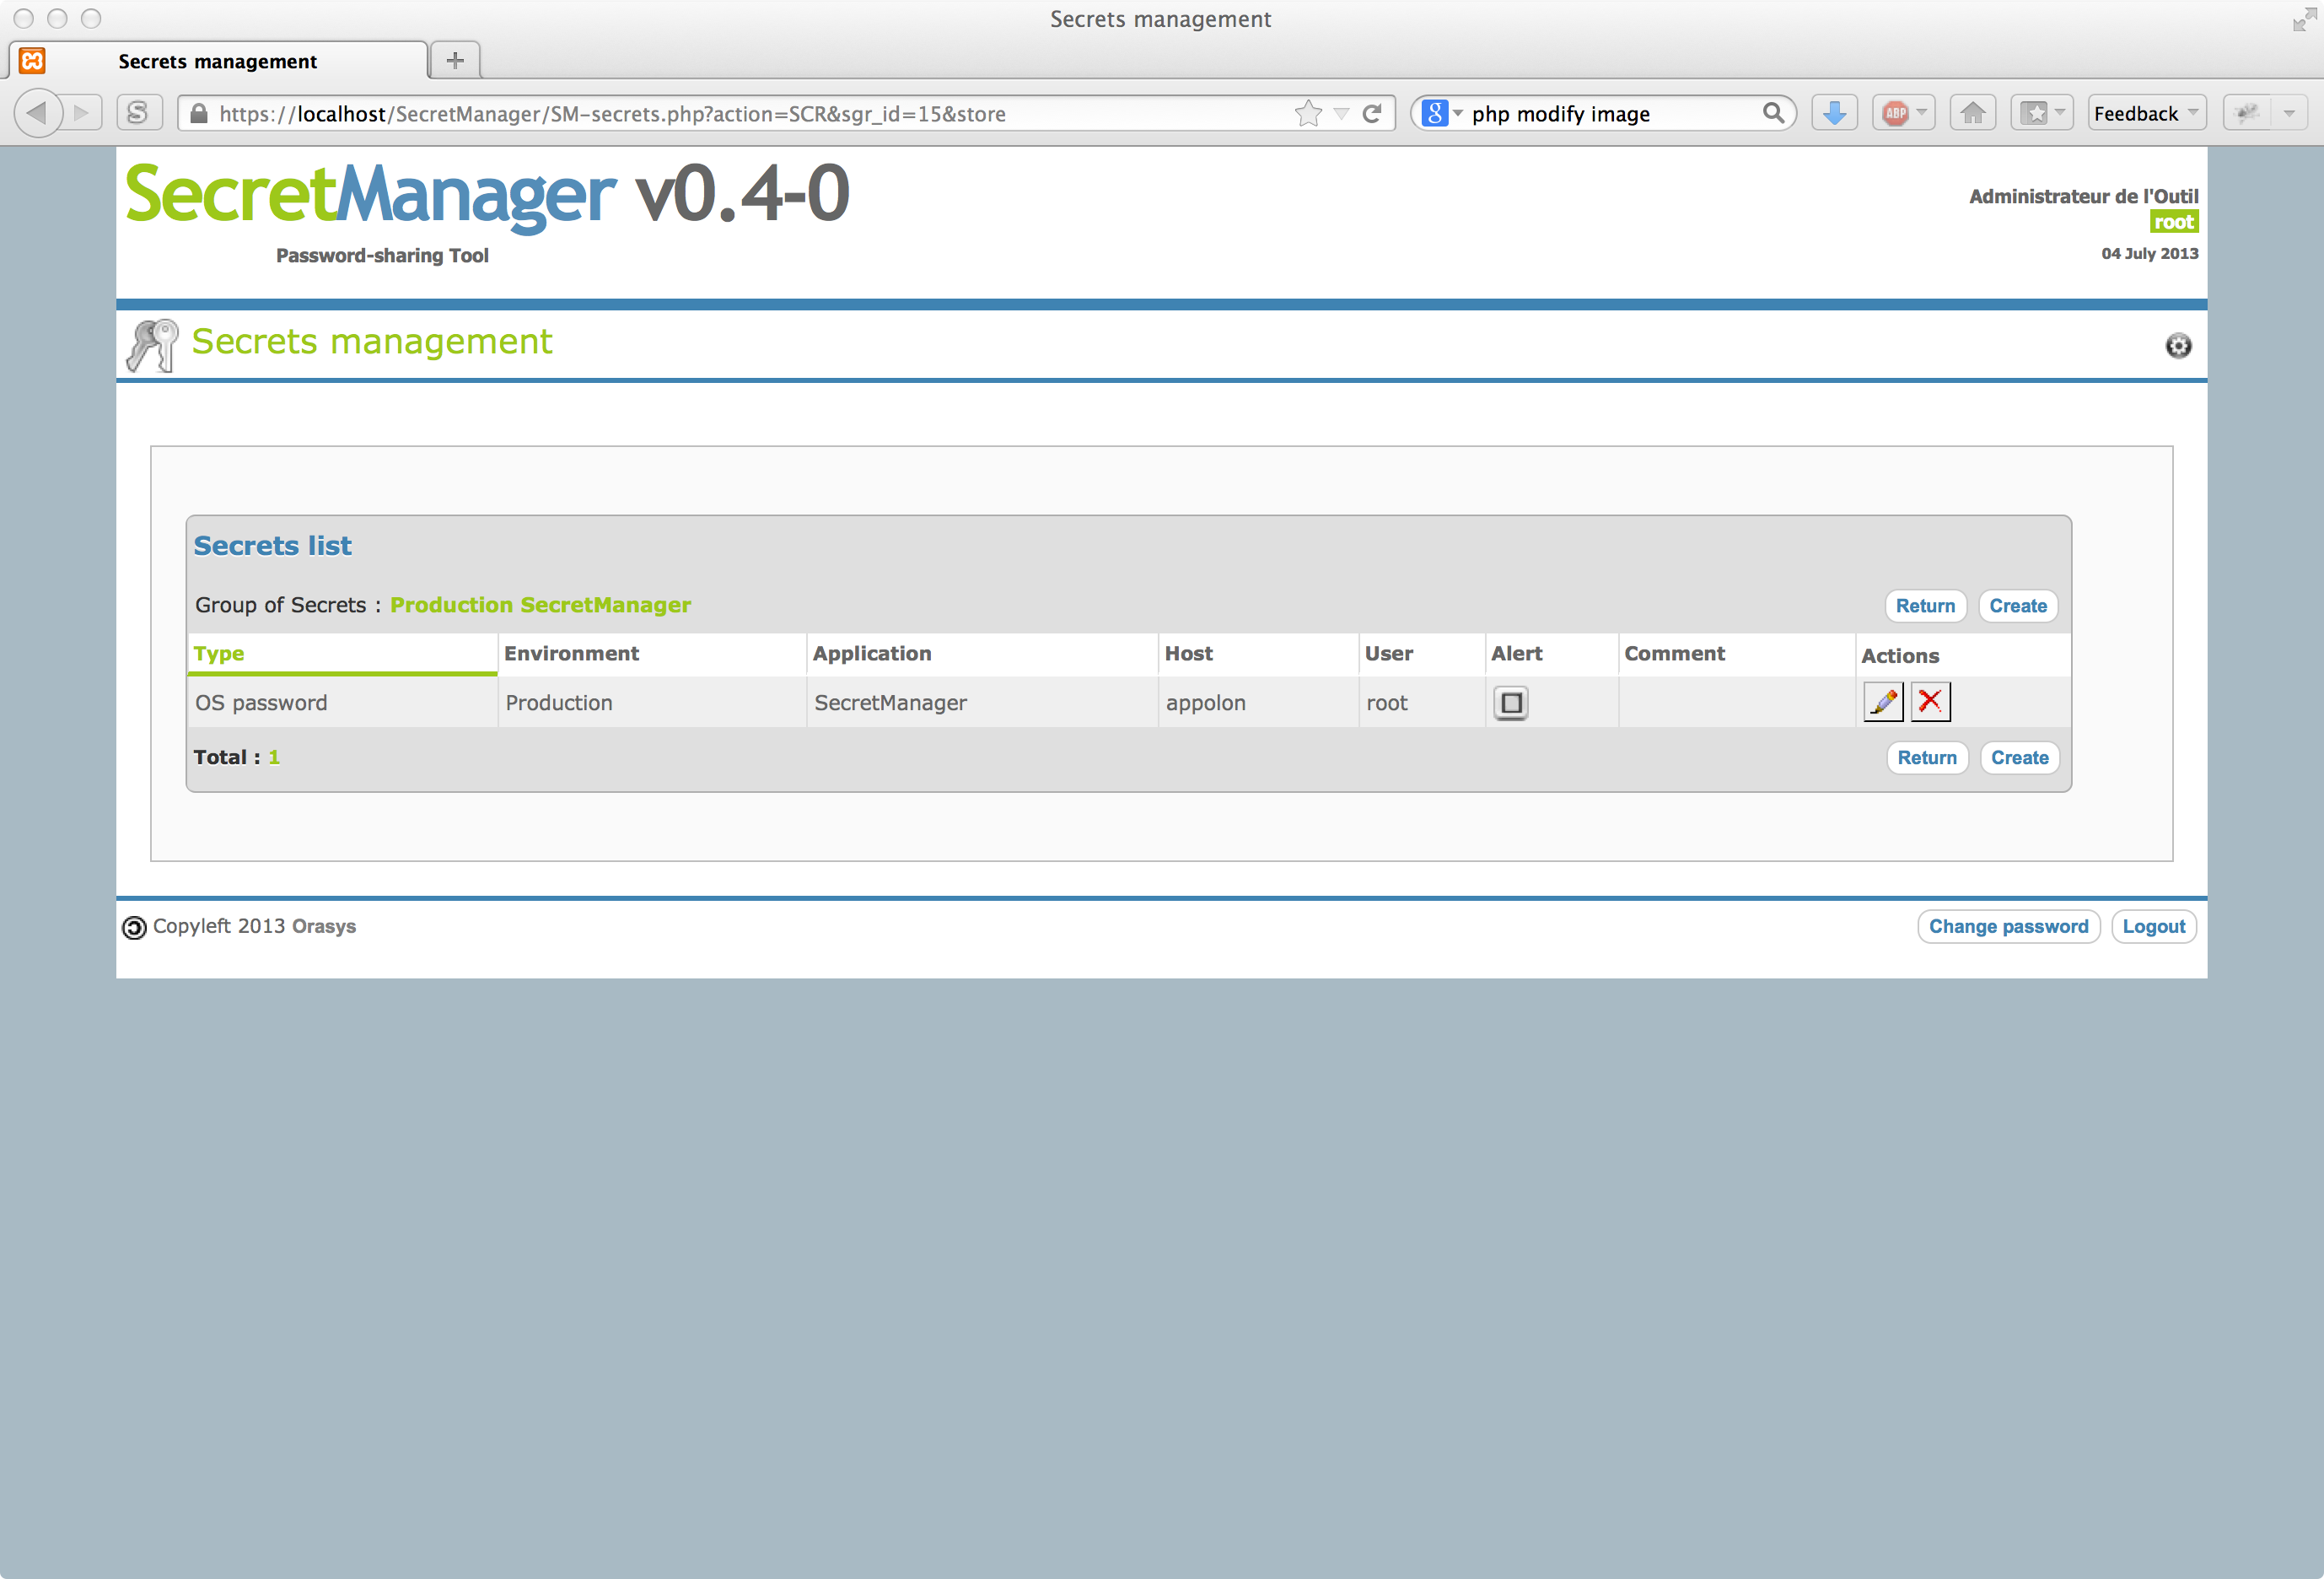 Secrets management
Secrets management
https://localhost/SecretManager/SM-secrets.php?action=SCR&sgr_id=15&store
php modify image
ABP
Feedback
SecretManager v0.4-0
Password-sharing Tool
Administrateur de l'Outil
root
04 July 2013
Secrets management
Secrets list
Group of Secrets : Production SecretManager
Return Create
Type Environment Application Host User Alert Comment Actions
OS password Production SecretManager appolon root
Total : 1
Return Create
Copyleft 2013 Orasys
Change password Logout